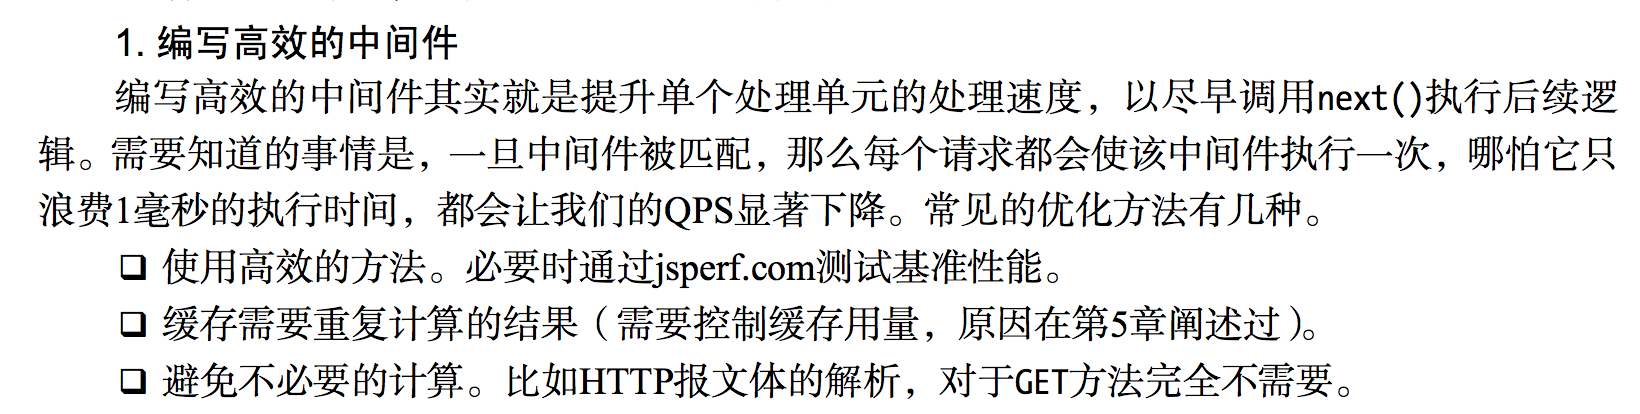 1. 编写高效的中间件
编写高效的中间件其实就是提升单个处理单元的处理速度，以尽早调用next()执行后续逻
辑。需要知道的事情是，一旦中间件被匹配，那么每个请求都会使该中间件执行一次，哪怕它只
浪费1毫秒的执行时间，都会让我们的QPS显著下降。常见的优化方法有几种。
❑ 使用高效的方法。必要时通过jsperf.com测试基准性能。
❑ 缓存需要重复计算的结果（需要控制缓存用量，原因在第5章阐述过）。
❑ 避免不必要的计算。比如HTTP报文体的解析，对于GET方法完全不需要。